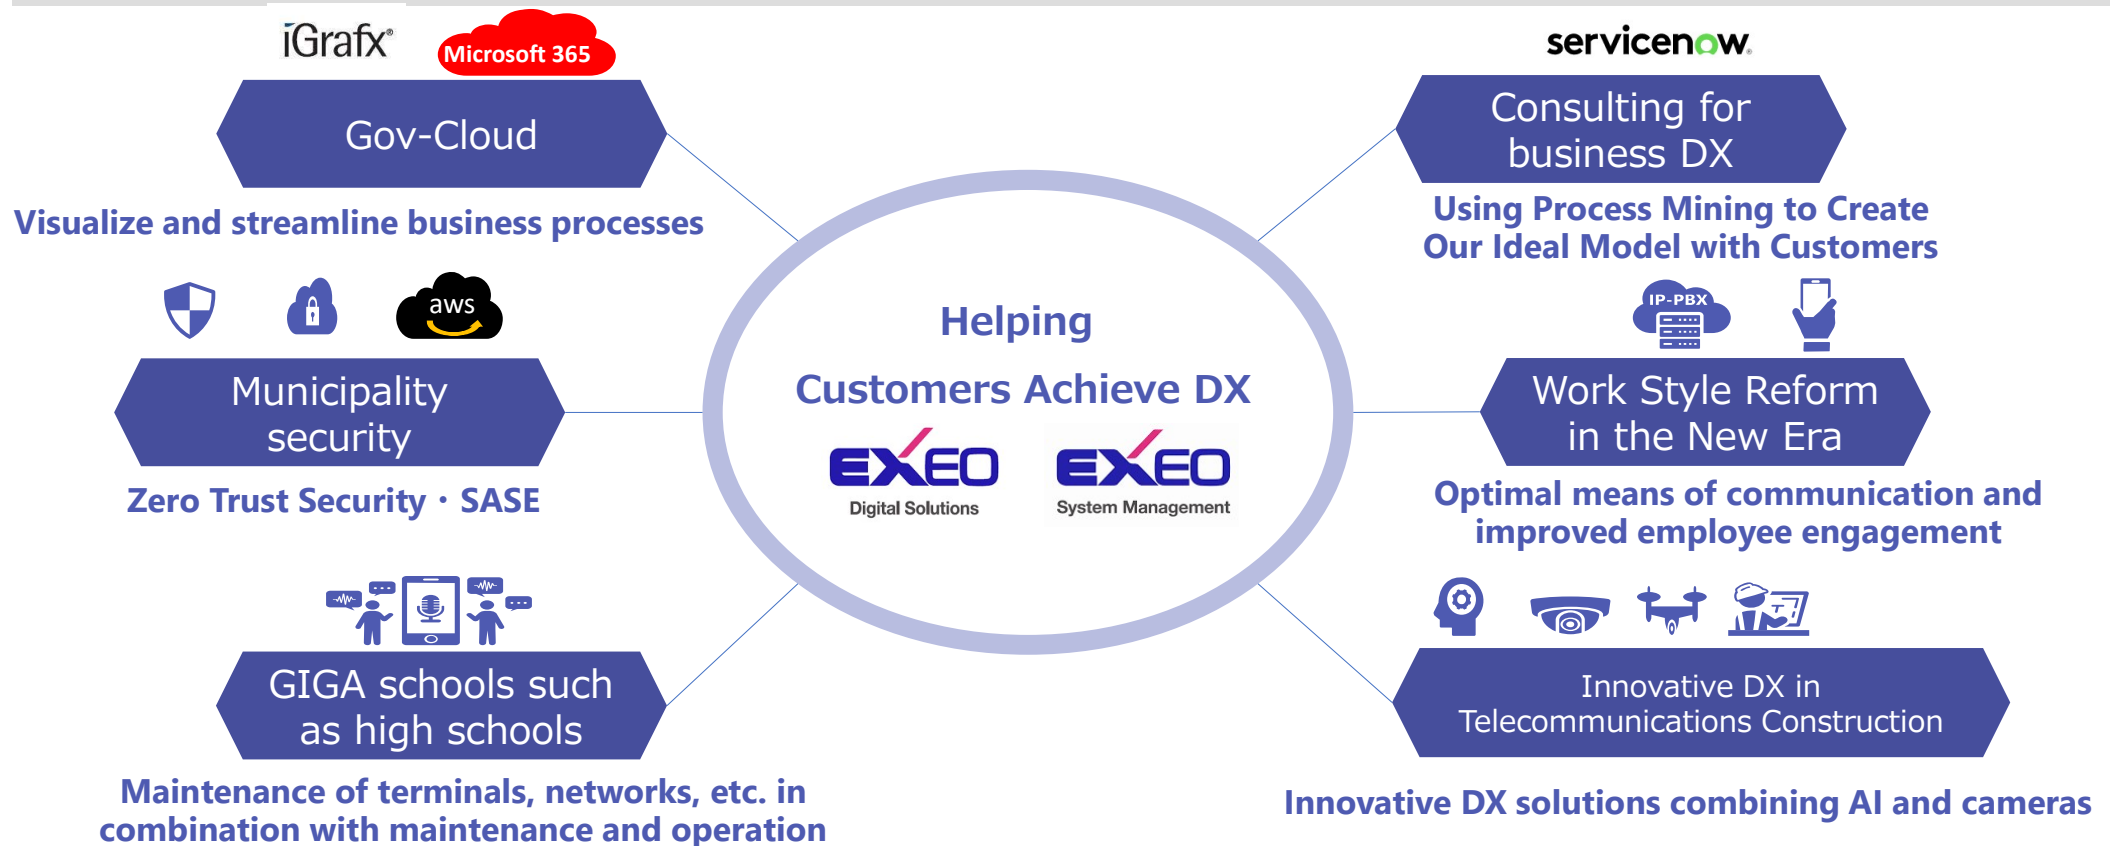 iGrafx®
Microsoft 365
Gov-Cloud
Visualize and streamline business processes
aws
Municipality
security
Zero Trust Security・SASE
GIGA schools such
as high schools
Maintenance of terminals, networks, etc. in
combination with maintenance and operation
Helping
Customers Achieve DX
EXEO
Digital Solutions
EXEO
System Management
servicenow.
Consulting for
business DX
Using Process Mining to Create
Our Ideal Model with Customers
IP-PBX
Work Style Reform
in the New Era
Optimal means of communication and
improved employee engagement
Innovative DX in
Telecommunications Construction
Innovative DX solutions combining AI and cameras